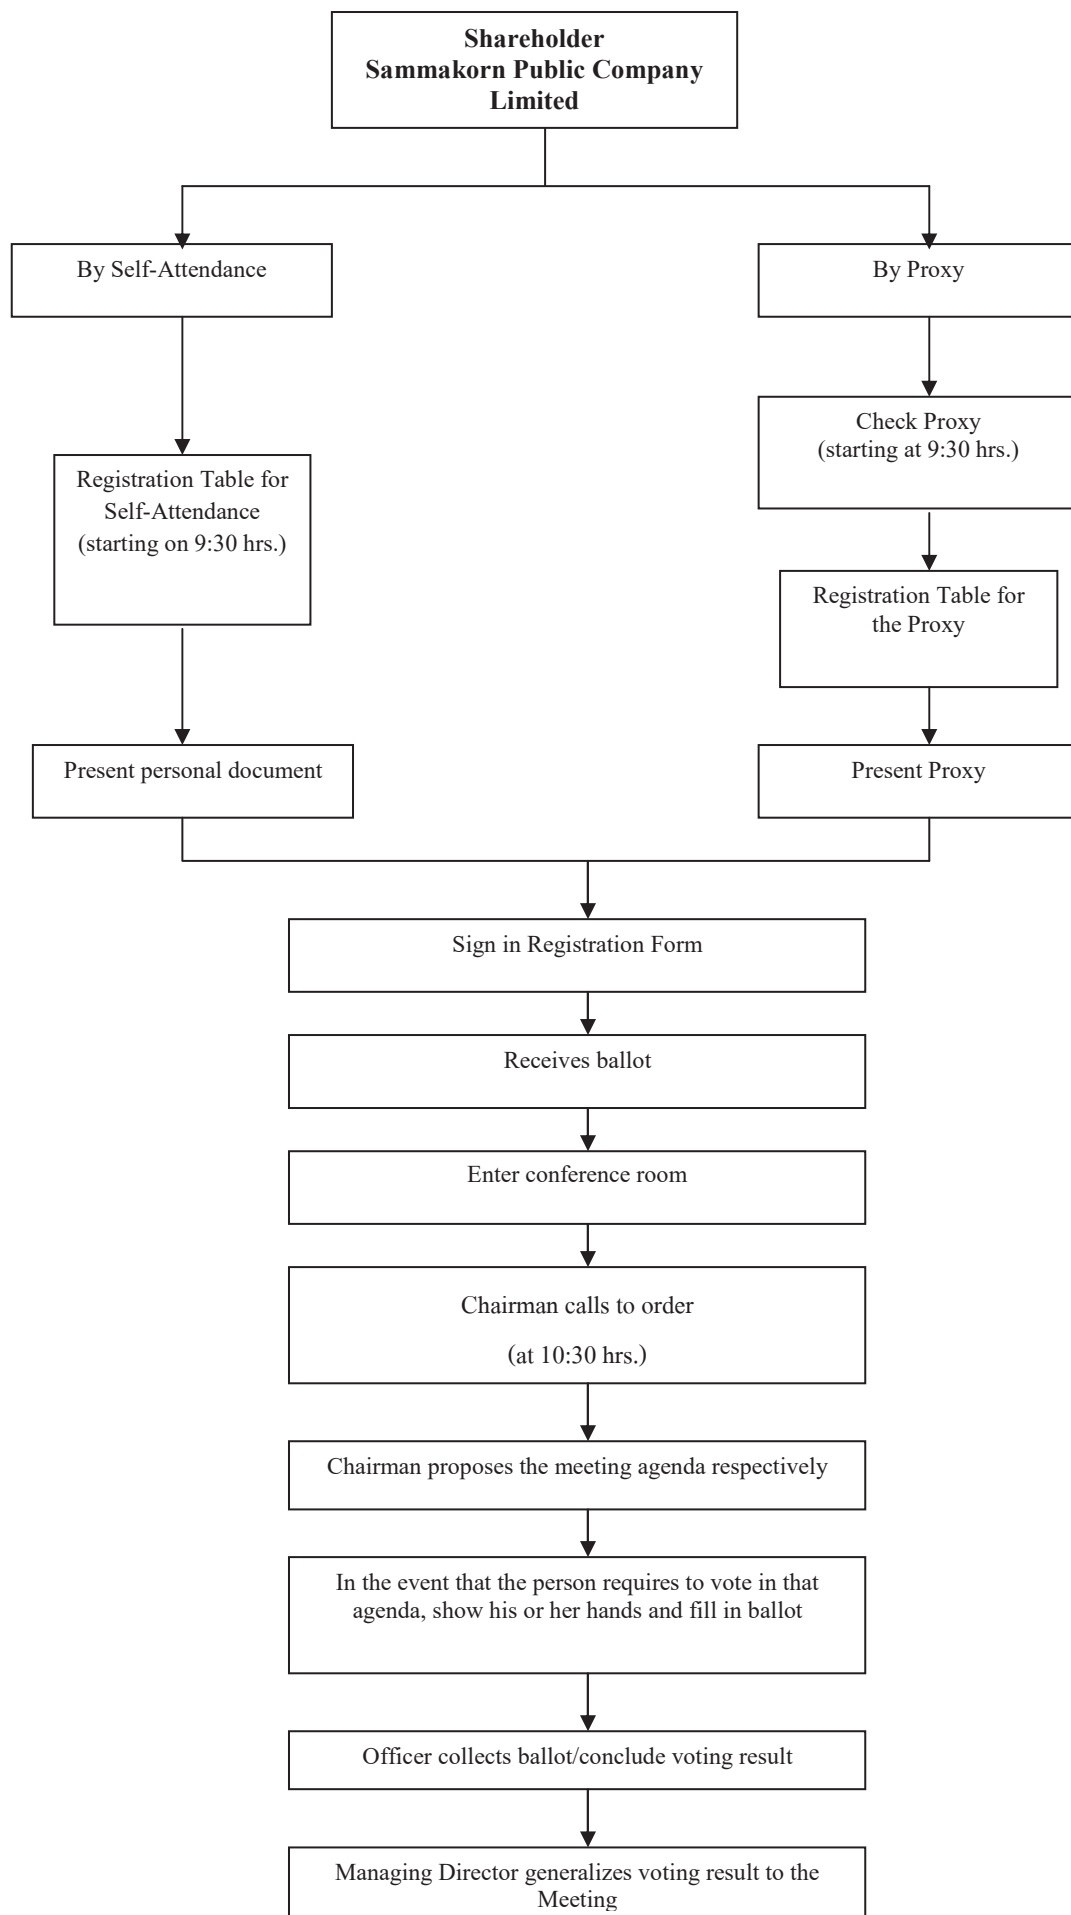 Shareholder
Sammakorn Public Company
Limited
By Self-Attendance
By Proxy
Check Proxy
(starting at 9:30 hrs.)
Registration Table for
Self-Attendance
(starting on 9:30 hrs.)
Registration Table for
the Proxy
Present personal document
Present Proxy
Sign in Registration Form
Receives ballot
Enter conference room
Chairman calls to order
(at 10:30 hrs.)
Chairman proposes the meeting agenda respectively
In the event that the person requires to vote in that
agenda, show his or her hands and fill in ballot
Officer collects ballot/conclude voting result
Managing Director generalizes voting result to the
Meeting